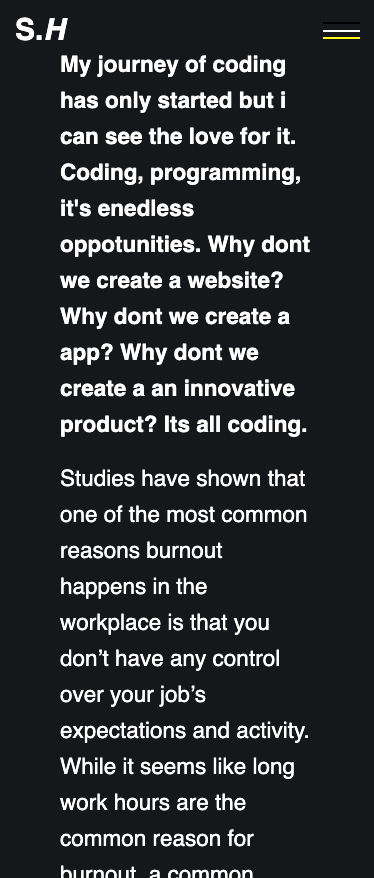 S.H
My journey of coding
has only started but i
can see the love for it.
Coding, programming,
it's enedless
oppotunities. Why dont
we create a website?
Why dont we create a
app? Why dont we
create a an innovative
product? Its all coding.
Studies have shown that
one of the most common
reasons burnout
happens in the
workplace is that you
don’t have any control
over your job’s
expectations and activity.
While it seems like long
work hours are the
common reason for
burnout, a common